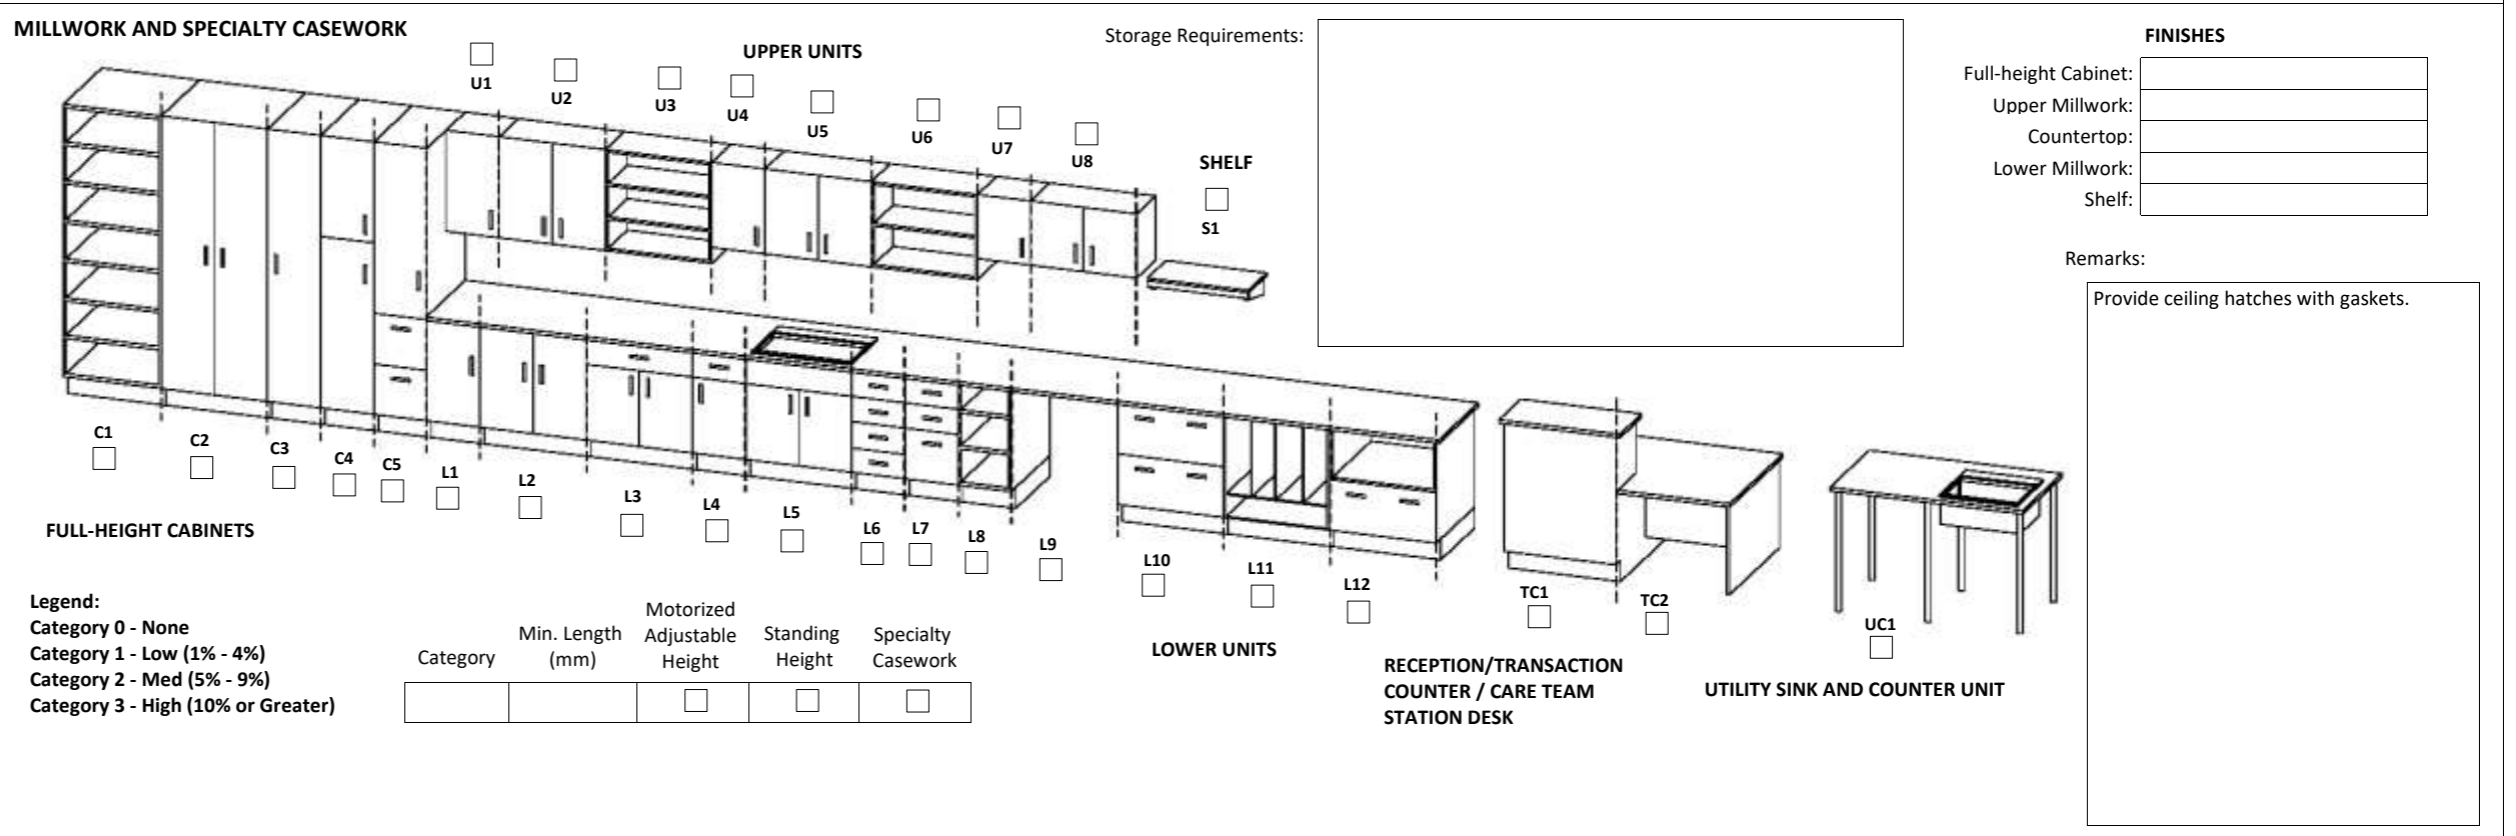 MILLWORK AND SPECIALTY CASEWORK
UPPER UNITS
U1
U2
U3
U4
U5
U6
U7
U8
SHELF
S1
Storage Requirements:
FINISHES
Full-height Cabinet:
Upper Millwork:
Countertop:
Lower Millwork:
Shelf:
Remarks:
Provide ceiling hatches with gaskets.
C1
C2
C3
C4
C5
L1
L2
L3
L4
L5
L6
L7
L8
L9
L10
L11
L12
TC1
TC2
UC1
FULL-HEIGHT CABINETS
LOWER UNITS
RECEPTION/TRANSACTION
COUNTER / CARE TEAM
STATION DESK
UTILITY SINK AND COUNTER UNIT
Legend:
Category 0 - None
Category 1 - Low (1% - 4%)
Category 2 - Med (5% - 9%)
Category 3 - High (10% or Greater)
Category
Min. Length
(mm)
Motorized
Adjustable
Height
Standing
Height
Specialty
Casework